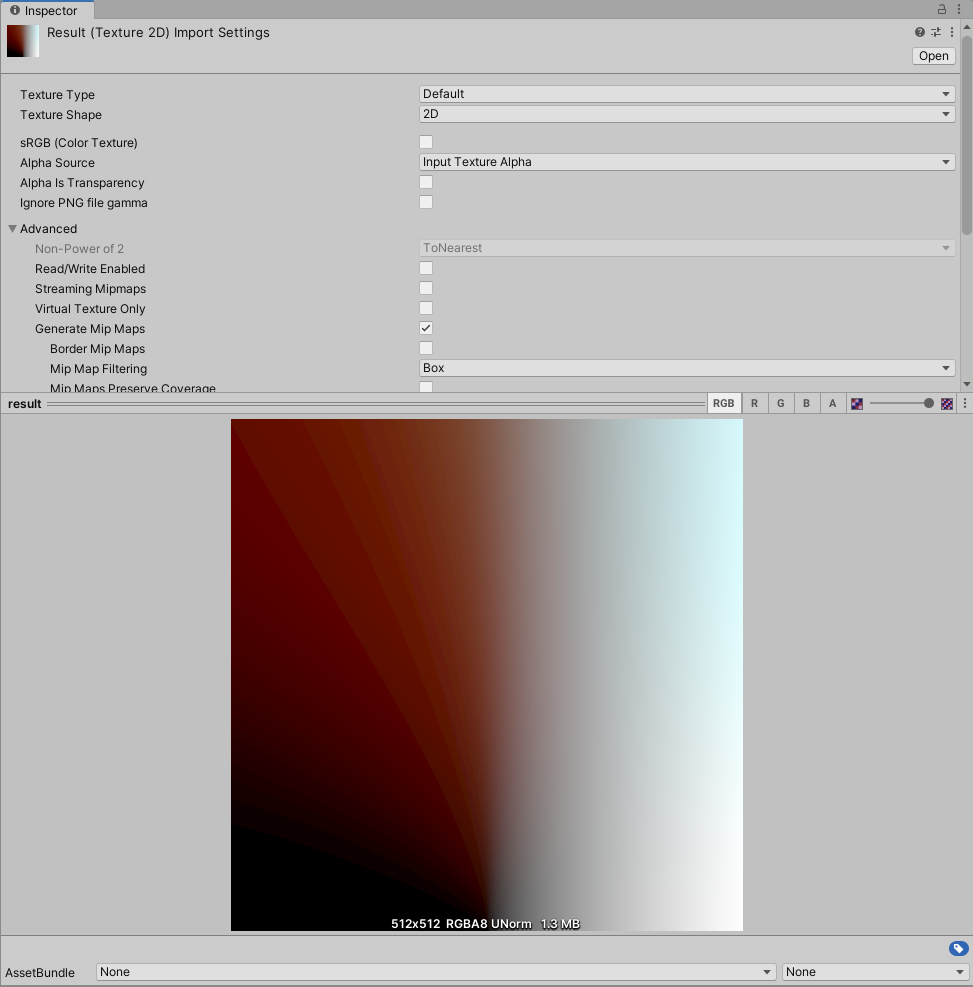 Inspector
Result (Texture 2D) Import Settings
Open
Texture Type Default
Texture Shape 2D
sRGB (Color Texture)
Alpha Source Input Texture Alpha
Alpha Is Transparency
Ignore PNG file gamma
Advanced
Non-Power of 2 ToNearest
Read/Write Enabled
Streaming Mipmaps
Virtual Texture Only
Generate Mip Maps
Border Mip Maps
Mip Map Filtering Box
Mip Maps Preserve Coverage
result RGB R G B A
512x512 RGBA8 UNorm 1.3 MB
AssetBundle None None